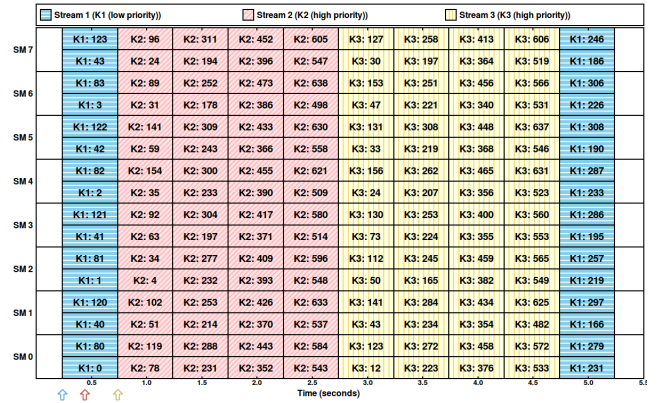 Stream 1 (K1 (low priority)) Stream 2 (K2 (high priority)) Stream 3 (K3 (high priority))
SM 7
K1: 123 K2: 96 K2: 311 K2: 452 K2: 605 K3: 127 K3: 258 K3: 413 K3: 606 K1: 246
K1: 43 K2: 24 K2: 194 K2: 396 K2: 547 K3: 30 K3: 197 K3: 364 K3: 519 K1: 186
SM 6
K1: 83 K2: 89 K2: 252 K2: 473 K2: 638 K3: 153 K3: 251 K3: 456 K3: 566 K1: 306
K1: 3 K2: 31 K2: 178 K2: 386 K2: 498 K3: 47 K3: 221 K3: 340 K3: 531 K1: 226
SM 5
K1: 122 K2: 141 K2: 309 K2: 433 K2: 630 K3: 131 K3: 308 K3: 448 K3: 637 K1: 308
K1: 42 K2: 59 K2: 243 K2: 366 K2: 558 K3: 33 K3: 219 K3: 368 K3: 546 K1: 190
SM 4
K1: 82 K2: 154 K2: 300 K2: 455 K2: 621 K3: 156 K3: 262 K3: 465 K3: 631 K1: 287
K1: 2 K2: 35 K2: 233 K2: 390 K2: 509 K3: 24 K3: 207 K3: 356 K3: 523 K1: 233
SM 3
K1: 121 K2: 92 K2: 304 K2: 417 K2: 580 K3: 130 K3: 253 K3: 400 K3: 560 K1: 286
K1: 41 K2: 63 K2: 197 K2: 371 K2: 514 K3: 73 K3: 224 K3: 355 K3: 553 K1: 195
SM 2
K1: 81 K2: 34 K2: 277 K2: 409 K2: 596 K3: 112 K3: 245 K3: 459 K3: 565 K1: 257
K1: 1 K2: 4 K2: 232 K2: 393 K2: 548 K3: 50 K3: 165 K3: 382 K3: 549 K1: 219
SM 1
K1: 120 K2: 102 K2: 253 K2: 426 K2: 633 K3: 141 K3: 284 K3: 434 K3: 625 K1: 297
K1: 40 K2: 51 K2: 214 K2: 370 K2: 537 K3: 43 K3: 234 K3: 354 K3: 482 K1: 166
SM 0
K1: 80 K2: 119 K2: 288 K2: 443 K2: 584 K3: 123 K3: 272 K3: 458 K3: 572 K1: 279
K1: 0 K2: 78 K2: 231 K2: 352 K2: 543 K3: 12 K3: 223 K3: 376 K3: 533 K1: 231
0.5 1.0 1.5 2.0 2.5 3.0 3.5 4.0 4.5 5.0 5.5
Time (seconds)